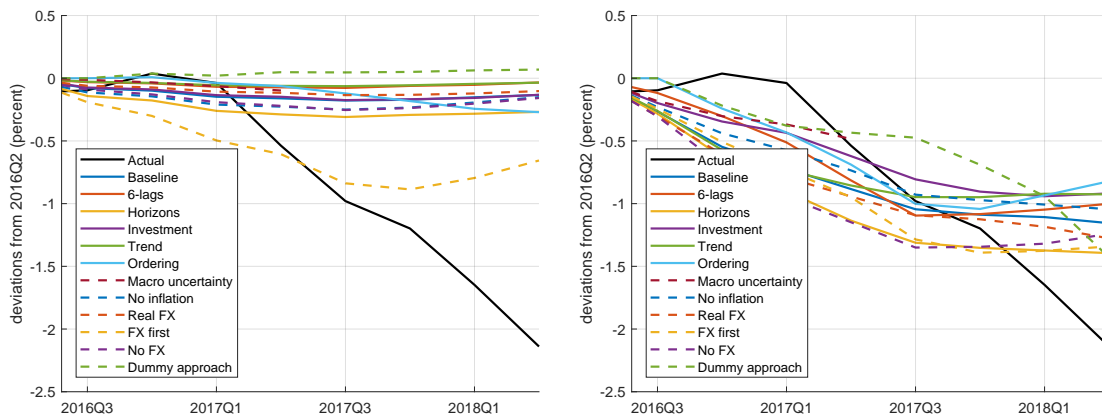 0.5
0
-0.5
-1
-1.5
-2
-2.5
deviations from 2016Q2 (percent)
Actual
Baseline
6-lags
Horizons
Investment
Trend
Ordering
Macro uncertainty
No inflation
Real FX
FX first
No FX
Dummy approach
2016Q3 2017Q1 2017Q3 2018Q1
0.5
0
-0.5
-1
-1.5
-2
-2.5
deviations from 2016Q2 (percent)
Actual
Baseline
6-lags
Horizons
Investment
Trend
Ordering
Macro uncertainty
No inflation
Real FX
FX first
No FX
Dummy approach
2016Q3 2017Q1 2017Q3 2018Q1